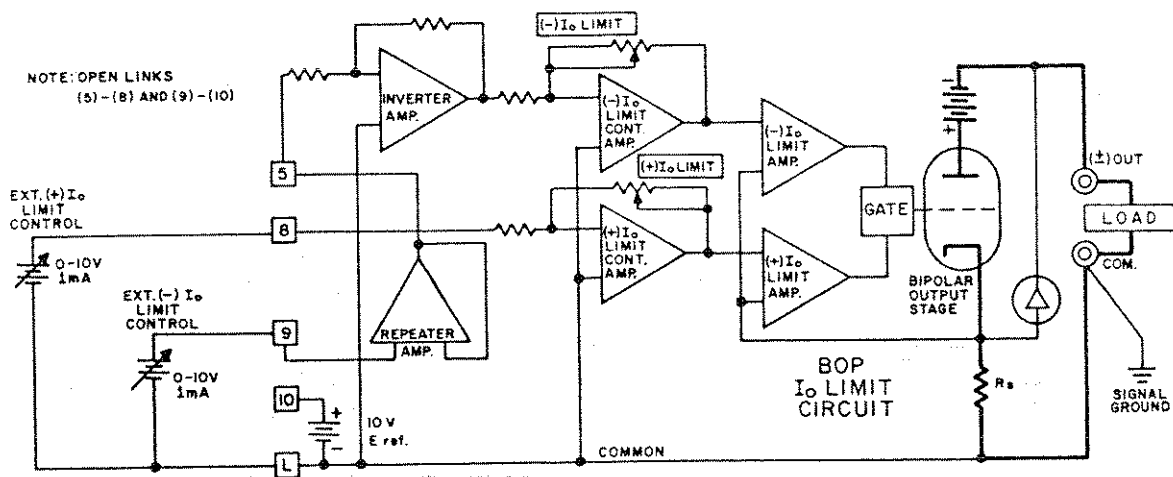 NOTE: OPEN LINKS
(5)-(8) AND (9)-(10)
(-)Io LIMIT
INVERTER
AMP.
(-)Io
LIMIT
CONT.
AMP.
(-)Io
LIMIT
AMP.
(+)Io LIMIT
5
EXT.(+)Io
LIMIT
CONTROL
8
0-10V
1mA
(+)Io
LIMIT
CONT.
AMP.
(+)Io
LIMIT
AMP.
GATE
-
+
BIPOLAR
OUTPUT
STAGE
(±)OUT
LOAD
COM.
EXT.(-) Io
LIMIT
CONTROL
9
REPEATER
AMP.
0-10V
1mA
10
+
-
10 V
E ref.
BOP
Io LIMIT
CIRCUIT
Rs
SIGNAL
GROUND
L
COMMON